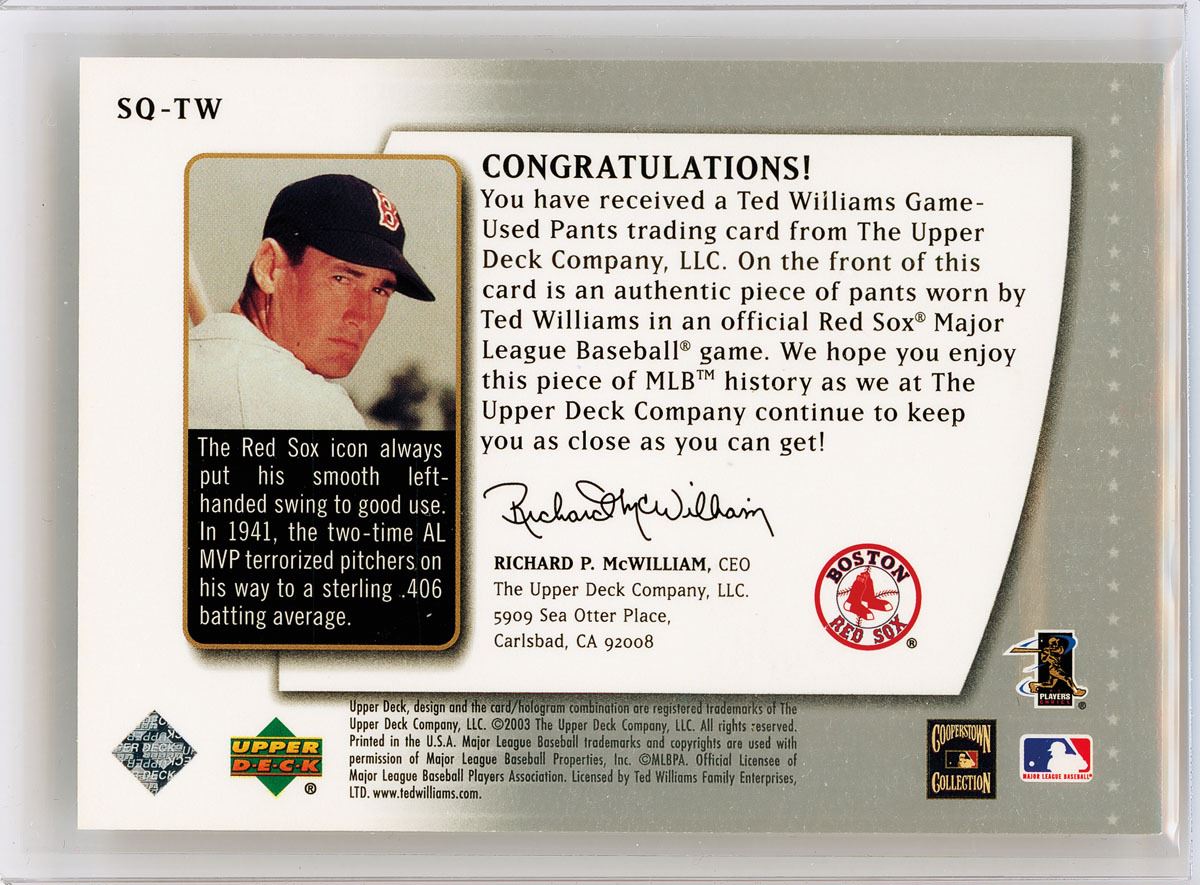 SQ-TW
CONGRATULATIONS!
You have received a Ted Williams Game-
Used Pants trading card from The Upper
Deck Company, LLC. On the front of this
card is an authentic piece of pants worn by
Ted Williams in an official Red Sox® Major
League Baseball® game. We hope you enjoy
this piece of MLB™ history as we at The
Upper Deck Company continue to keep
you as close as you can get!
The Red Sox icon always
put his smooth left-
handed swing to good use.
In 1941, the two-time AL
MVP terrorized pitchers on
his way to a sterling .406
batting average.
Richard McWilliam
RICHARD P. McWILLIAM, CEO
The Upper Deck Company, LLC.
5909 Sea Otter Place,
Carlsbad, CA 92008
BOSTON
RED SOX
®
PLAYERS
CHOICE
®
Upper Deck, design and the card/hologram combination are registered trademarks of The
Upper Deck Company, LLC. ©2003 The Upper Deck Company, LLC. All rights reserved.
Printed in the U.S.A. Major League Baseball trademarks and copyrights are used with
permission of Major League Baseball Properties, Inc. ©MLBPA. Official Licensee of
Major League Baseball Players Association. Licensed by Ted Williams Family Enterprises,
LTD. www.tedwilliams.com.
UPPER
DECK
®
COOPERSTOWN
COLLECTION
MAJOR LEAGUE BASEBALL®